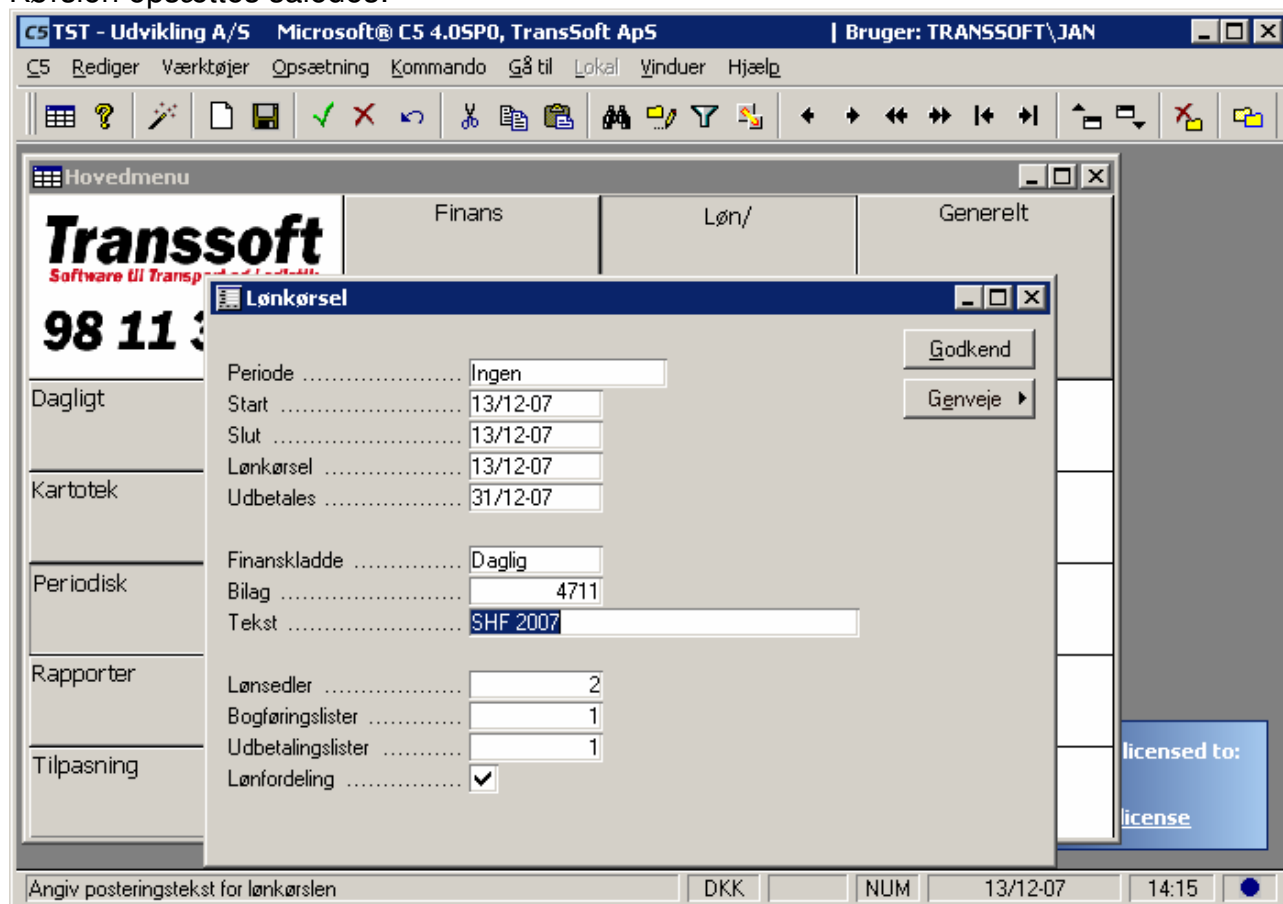 Kørslen opsættes således:
C5 TST - Udvikling A/S Microsoft® C5 4.0SP0, TransSoft ApS | Bruger: TRANSSOFT\JAN
C5 Rediger Værktøjer Opsætning Kommando Gå til Lokal Vinduer Hjælp
Hovedmenu
Transsoft
Finans
Løn/
Generelt
Software til
98 11
Lønkørsel
Godkend
Genveje
Periode ...................... Ingen
Start .......................... 13/12-07
Slut .......................... 13/12-07
Lønkørsel ................... 13/12-07
Udbetales ................... 31/12-07
Finanskladde ............... Daglig
Bilag ......................... 4711
Tekst ........................ SHF 2007
Lønsedler ................... 2
Bogføringslister ............. 1
Udbetalingslister ........... 1
Lønfordeling ................
Dagligt
Kartotek
Periodisk
Rapporter
Tilpasning
licensed to:
license
Angiv posteringstekst for lønkørslen DKK NUM 13/12-07 14:15